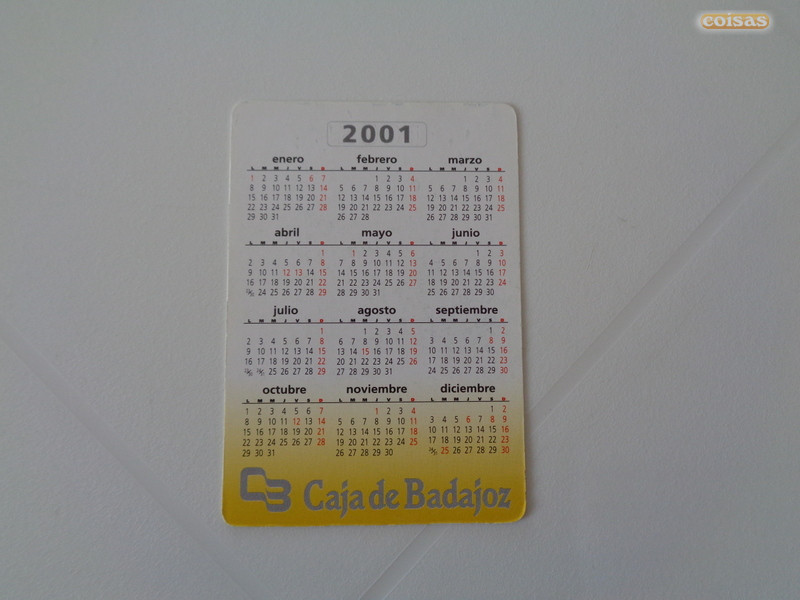 coisas
2001
enero
L M M J V S D
1 2 3 4 5 6 7
8 9 10 11 12 13 14
15 16 17 18 19 20 21
22 23 24 25 26 27 28
29 30 31
febrero
L M M J V S D
1 2 3 4
5 6 7 8 9 10 11
12 13 14 15 16 17 18
19 20 21 22 23 24 25
26 27 28
marzo
L M M J V S D
1 2 3 4
5 6 7 8 9 10 11
12 13 14 15 16 17 18
19 20 21 22 23 24 25
26 27 28 29 30 31
abril
L M M J V S D
1
2 3 4 5 6 7 8
9 10 11 12 13 14 15
16 17 18 19 20 21 22
23/30 24 25 26 27 28 29
mayo
L M M J V S D
1 2 3 4 5 6
7 8 9 10 11 12 13
14 15 16 17 18 19 20
21 22 23 24 25 26 27
28 29 30 31
junio
L M M J V S D
1 2 3
4 5 6 7 8 9 10
11 12 13 14 15 16 17
18 19 20 21 22 23 24
25 26 27 28 29 30
julio
L M M J V S D
1
2 3 4 5 6 7 8
9 10 11 12 13 14 15
16 17 18 19 20 21 22
23/30 24/31 25 26 27 28 29
agosto
L M M J V S D
1 2 3 4 5
6 7 8 9 10 11 12
13 14 15 16 17 18 19
20 21 22 23 24 25 26
27 28 29 30 31
septiembre
L M M J V S D
1 2
3 4 5 6 7 8 9
10 11 12 13 14 15 16
17 18 19 20 21 22 23
24 25 26 27 28 29 30
octubre
L M M J V S D
1 2 3 4 5 6 7
8 9 10 11 12 13 14
15 16 17 18 19 20 21
22 23 24 25 26 27 28
29 30 31
noviembre
L M M J V S D
1 2 3 4
5 6 7 8 9 10 11
12 13 14 15 16 17 18
19 20 21 22 23 24 25
26 27 28 29 30
diciembre
L M M J V S D
1 2
3 4 5 6 7 8 9
10 11 12 13 14 15 16
17 18 19 20 21 22 23
24/31 25 26 27 28 29 30
CB Caja de Badajoz